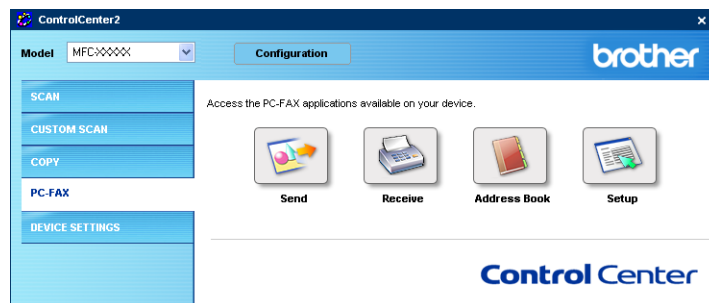 ControlCenter2
Model MFC-XXXXX Configuration brother
SCAN
CUSTOM SCAN
COPY
PC-FAX
DEVICE SETTINGS
Access the PC-FAX applications available on your device.
Send Receive Address Book Setup
Control Center